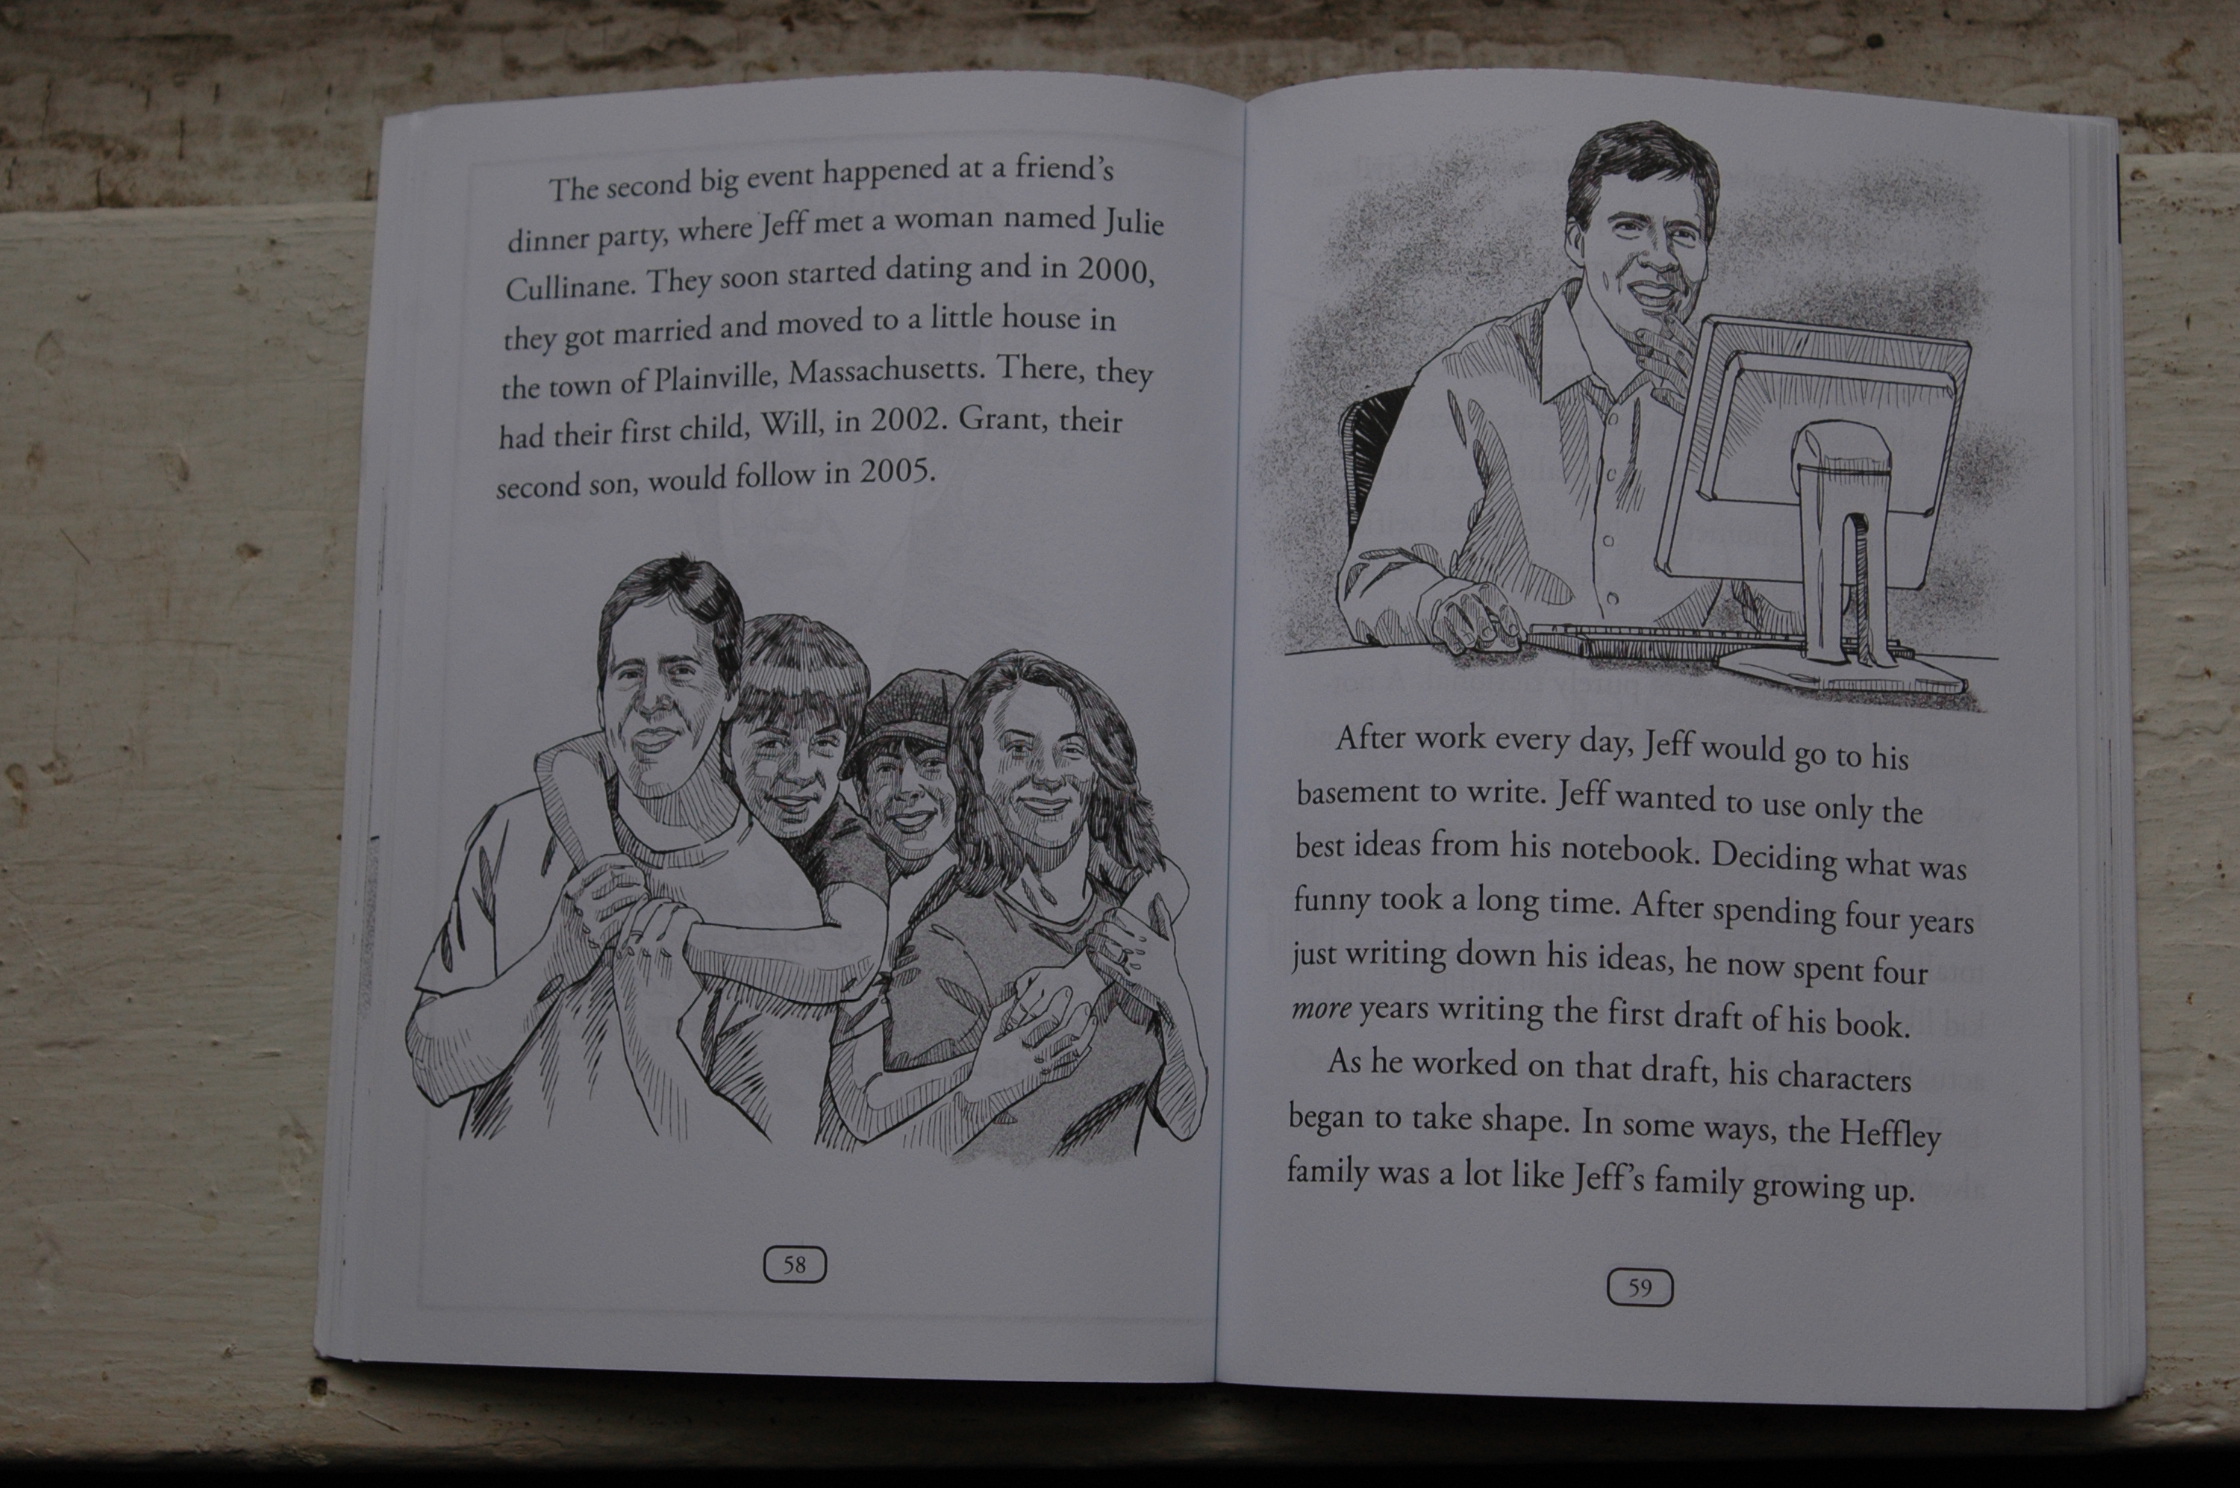 The second big event happened at a friend's
dinner party, where Jeff met a woman named Julie
Cullinane. They soon started dating and in 2000,
they got married and moved to a little house in
the town of Plainville, Massachusetts. There, they
had their first child, Will, in 2002. Grant, their
second son, would follow in 2005.
58
After work every day, Jeff would go to his
basement to write. Jeff wanted to use only the
best ideas from his notebook. Deciding what was
funny took a long time. After spending four years
just writing down his ideas, he now spent four
more years writing the first draft of his book.
As he worked on that draft, his characters
began to take shape. In some ways, the Heffley
family was a lot like Jeff's family growing up.
59